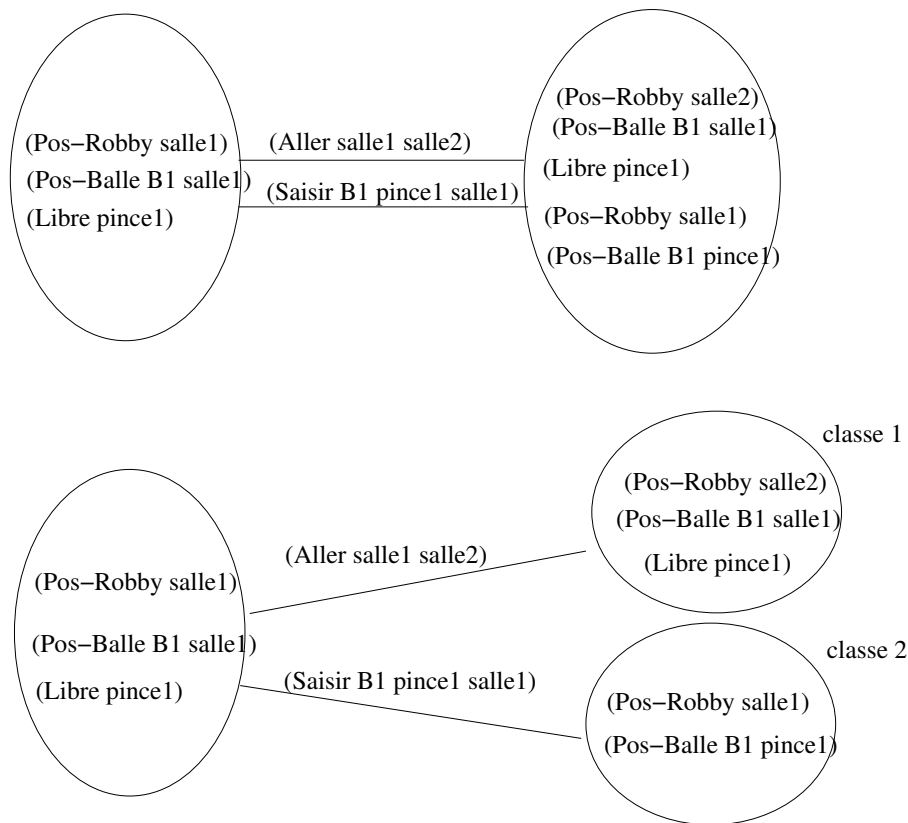 (Pos−Robby salle1)
(Pos−Balle B1 salle1)
(Libre pince1)
(Aller salle1 salle2)
(Saisir B1 pince1 salle1)
(Pos−Robby salle2)
(Pos−Balle B1 salle1)
(Libre pince1)
(Pos−Robby salle1)
(Pos−Balle B1 pince1)
(Pos−Robby salle1)
(Pos−Balle B1 salle1)
(Libre pince1)
(Aller salle1 salle2)
(Saisir B1 pince1 salle1)
classe 1
(Pos−Robby salle2)
(Pos−Balle B1 salle1)
(Libre pince1)
classe 2
(Pos−Robby salle1)
(Pos−Balle B1 pince1)